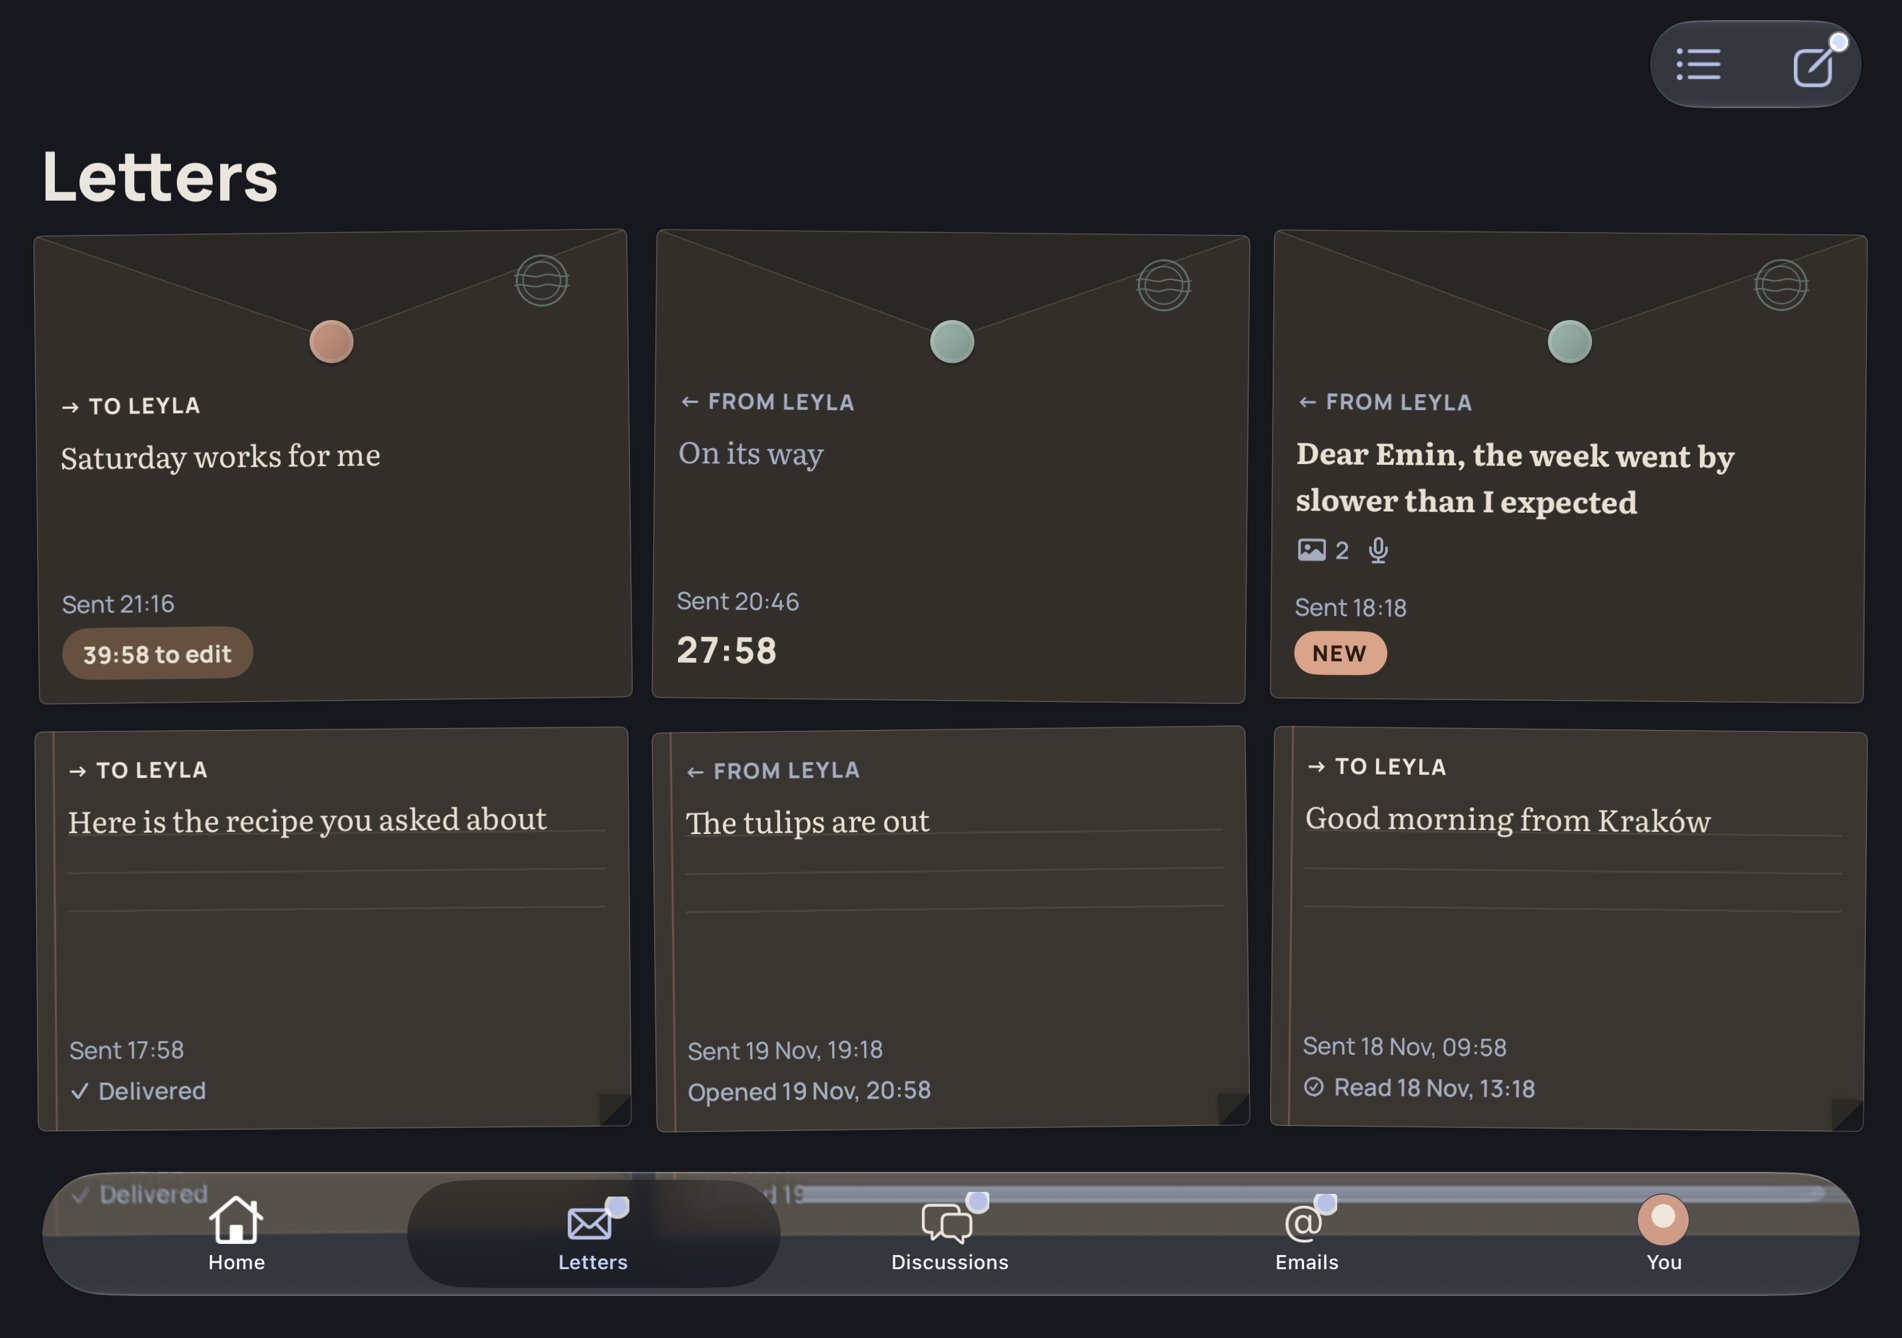 Letters
→ TO LEYLA
Saturday works for me
Sent 21:16
39:58 to edit
← FROM LEYLA
On its way
Sent 20:46
27:58
← FROM LEYLA
Dear Emin, the week went by
slower than I expected
2
Sent 18:18
NEW
→ TO LEYLA
Here is the recipe you asked about
Sent 17:58
✓ Delivered
← FROM LEYLA
The tulips are out
Sent 19 Nov, 19:18
Opened 19 Nov, 20:58
→ TO LEYLA
Good morning from Kraków
Sent 18 Nov, 09:58
Read 18 Nov, 13:18
✓ Delivered
Home
Letters
Discussions
@
Emails
You